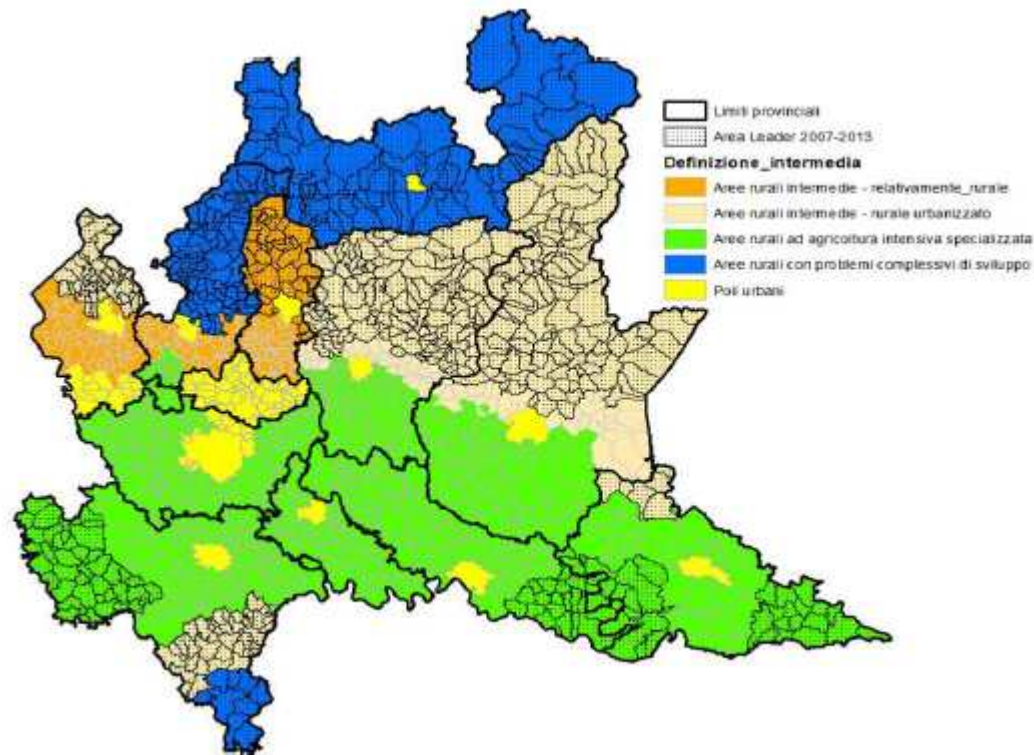 Limiti provinciali
Area Leader 2007-2013
Definizione_intermedia
Aree rurali intermedie - relativamente_rurale
Aree rurali intermedie - rurale urbanizzato
Aree rurali ad agricoltura intensiva specializzata
Aree rurali con problemi complessivi di sviluppo
Poli urbani